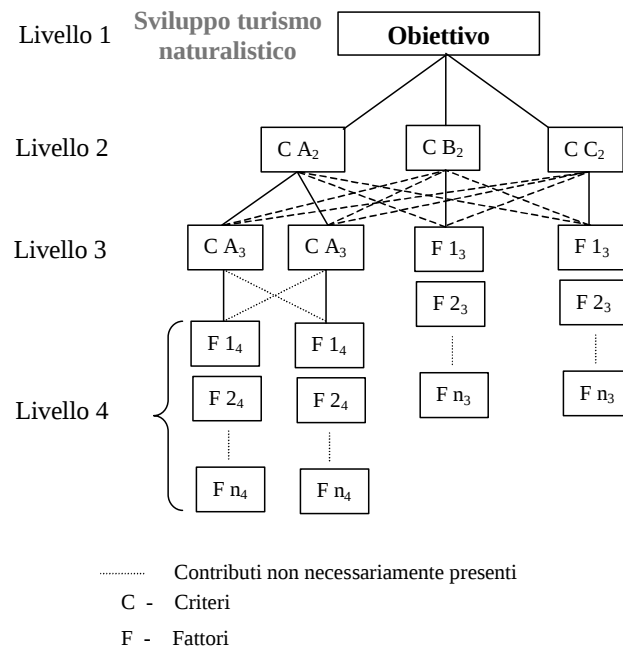 Livello 1
Sviluppo turismo
naturalistico
Obiettivo
Livello 2
C A₂
C B₂
C C₂
Livello 3
C A₃
C A₃
F 1₃
F 1₃
F 2₃
F 2₃
F n₃
F n₃
Livello 4
F 1₄
F 1₄
F 2₄
F 2₄
F n₄
F n₄
Contributi non necessariamente presenti
C - Criteri
F - Fattori